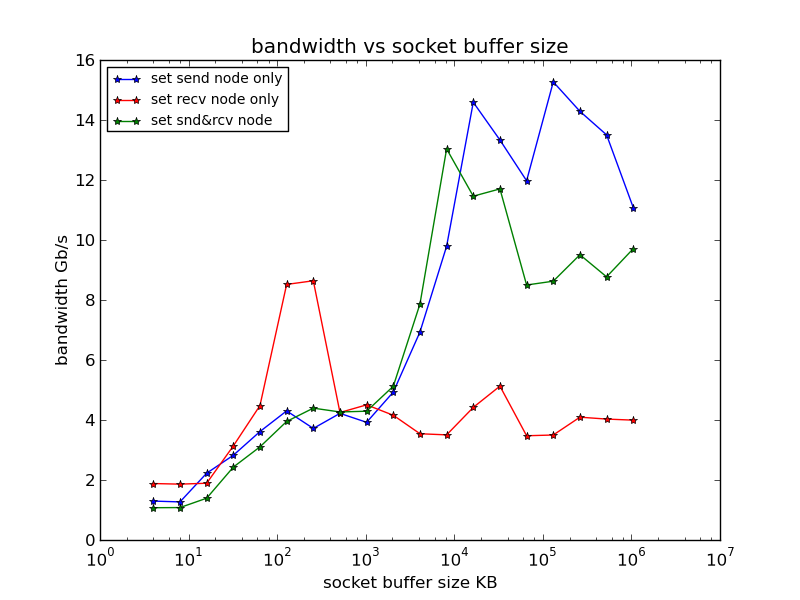 bandwidth vs socket buffer size
16
14
12
10
8
6
4
2
0
bandwidth Gb/s
set send node only
set recv node only
set snd&rcv node
10^0 10^1 10^2 10^3 10^4 10^5 10^6 10^7
socket buffer size KB